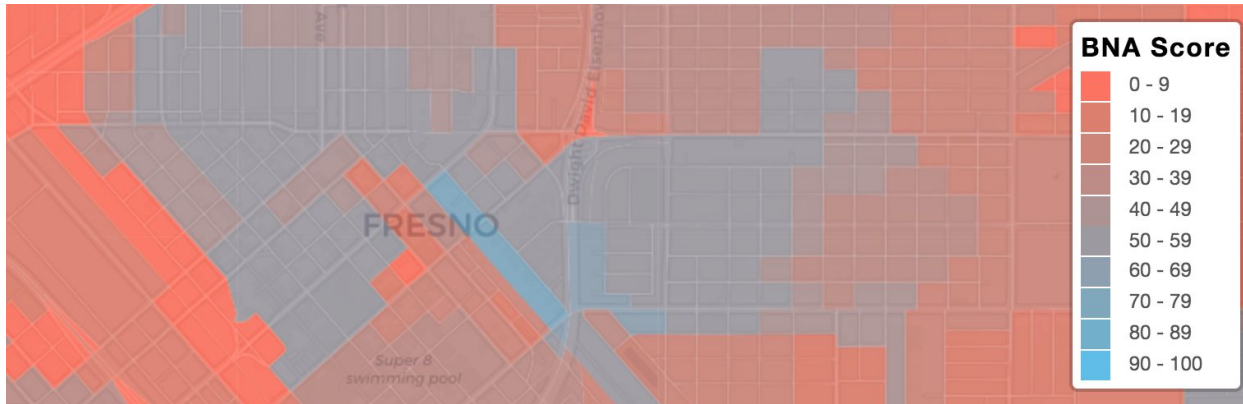 Ave
Dwight David Eisenhow
FRESNO
Super 8
swimming pool
BNA Score
0 - 9
10 - 19
20 - 29
30 - 39
40 - 49
50 - 59
60 - 69
70 - 79
80 - 89
90 - 100